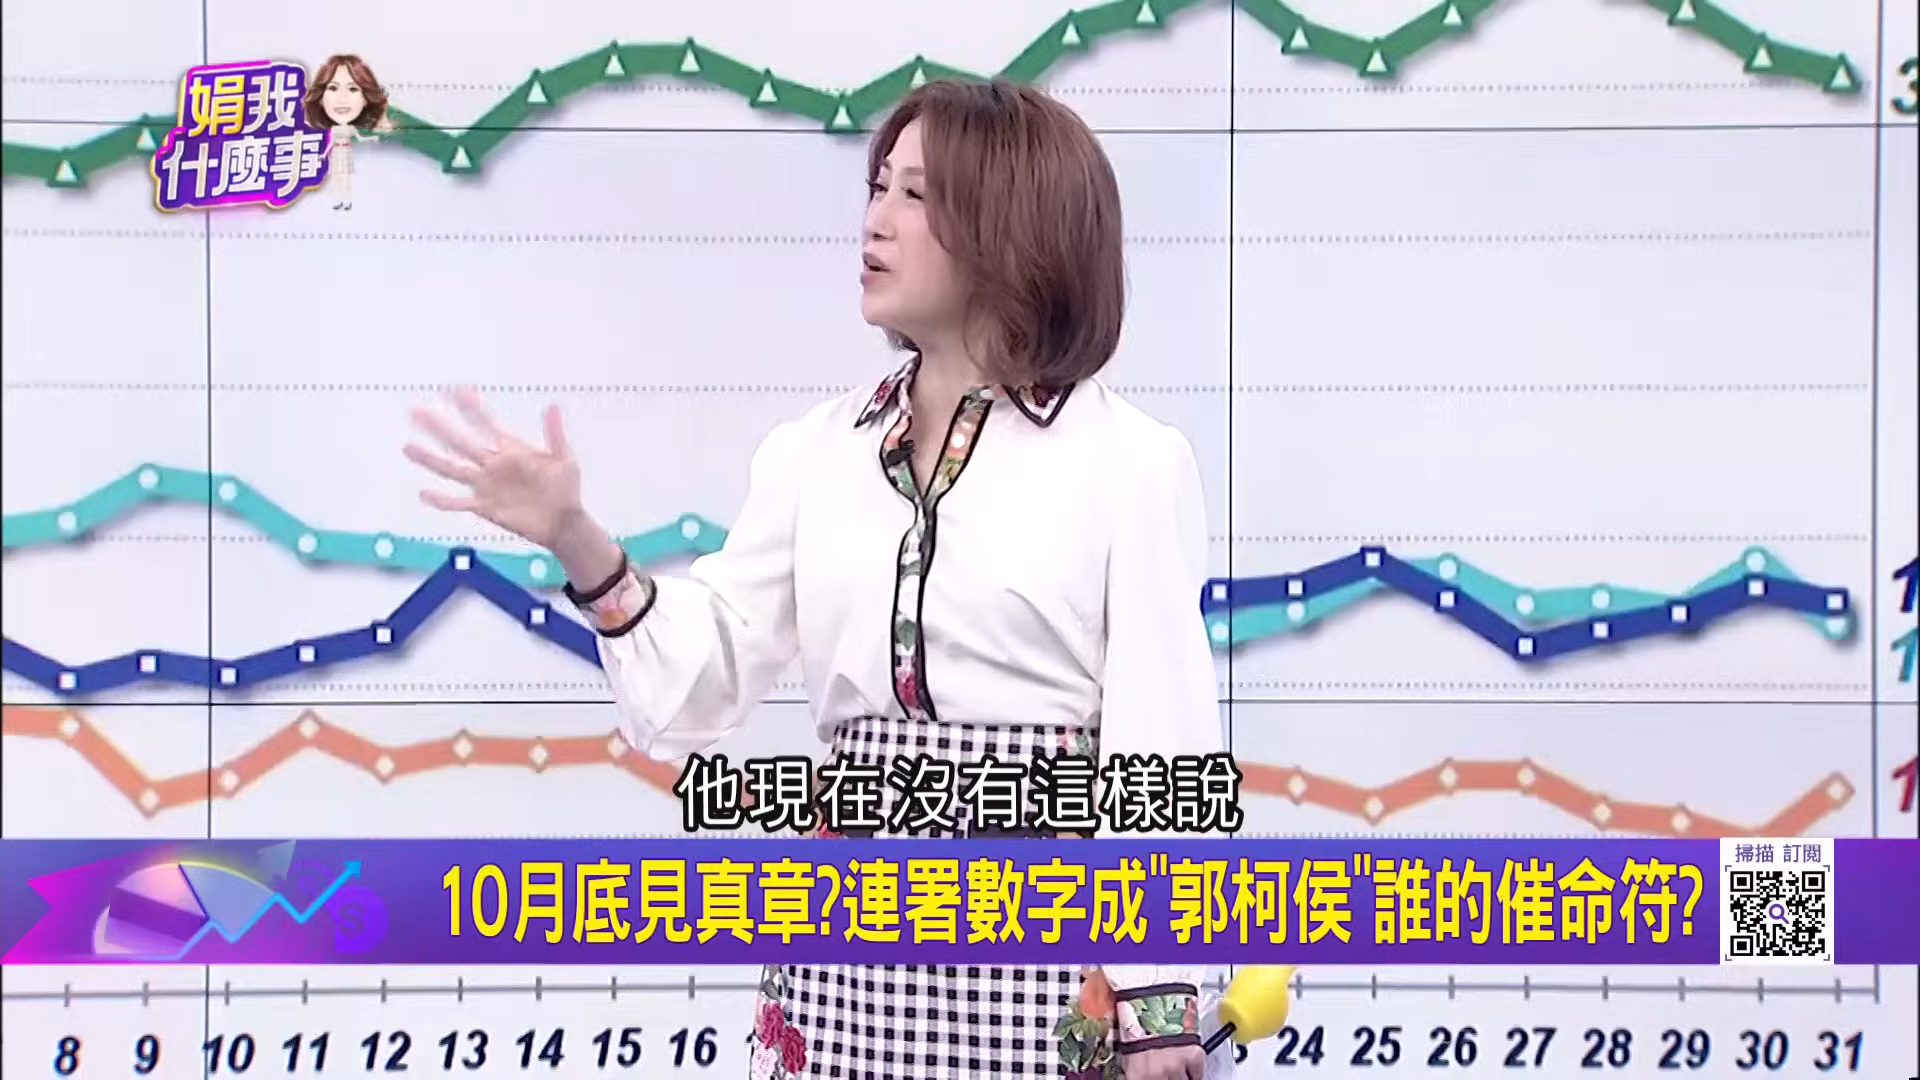 娟我
什麼事
他現在沒有這樣說
10月底見真章?連署數字成"郭柯侯"誰的催命符?
掃描 訂閱
8 9 10 11 12 13 14 15 16 24 25 26 27 28 29 30 31